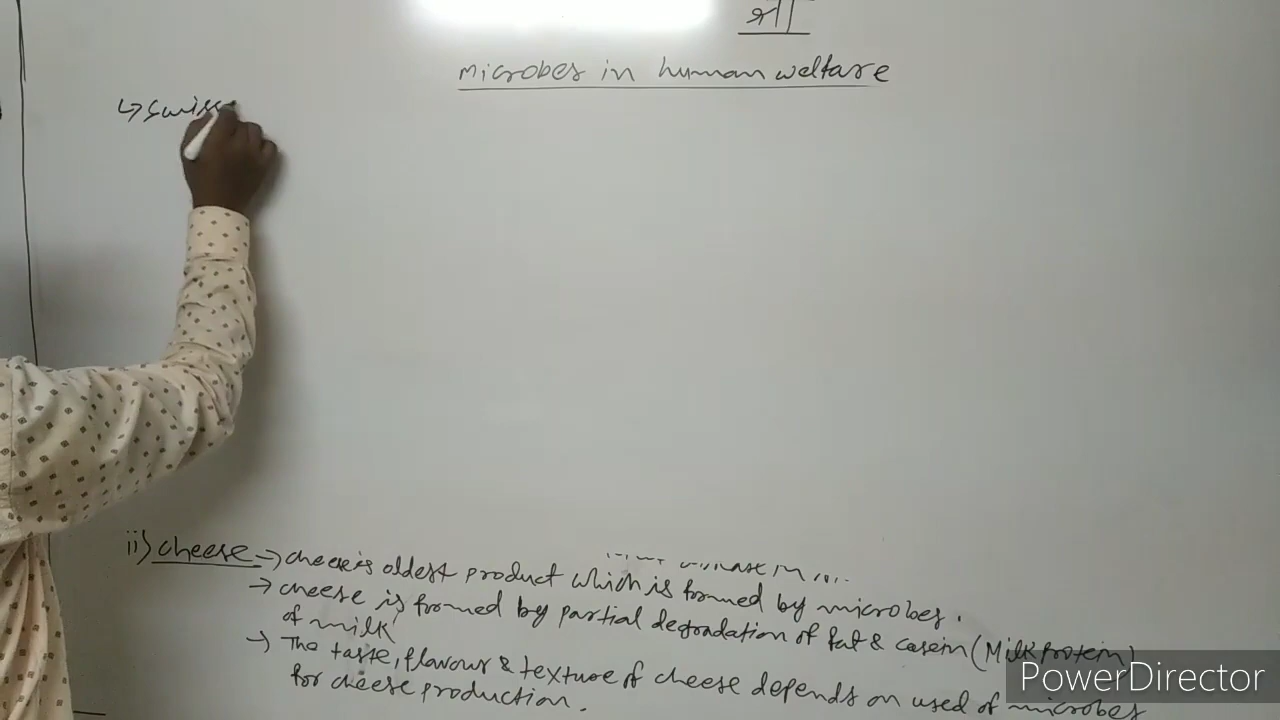 श्री
Microbes in human welfare
↳ swiss
ii) cheese → cheese is oldest product which is formed by microbes.
→ cheese is formed by partial degradation of fat & casein (Milk protein)
of milk
→ The taste, flavour & texture of cheese depends on used of microbes
for cheese production.
PowerDirector